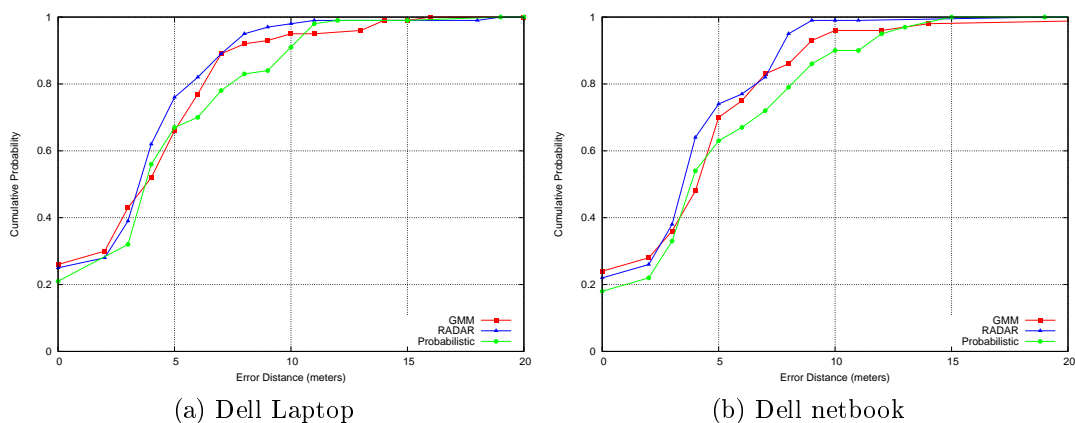 1
0.8
0.6
0.4
0.2
0
Cumulative Probability
0 5 10 15 20
Error Distance (meters)
GMM
RADAR
Probabilistic
(a) Dell Laptop
1
0.8
0.6
0.4
0.2
0
Cumulative Probability
0 5 10 15 20
Error Distance (meters)
GMM
RADAR
Probabilistic
(b) Dell netbook